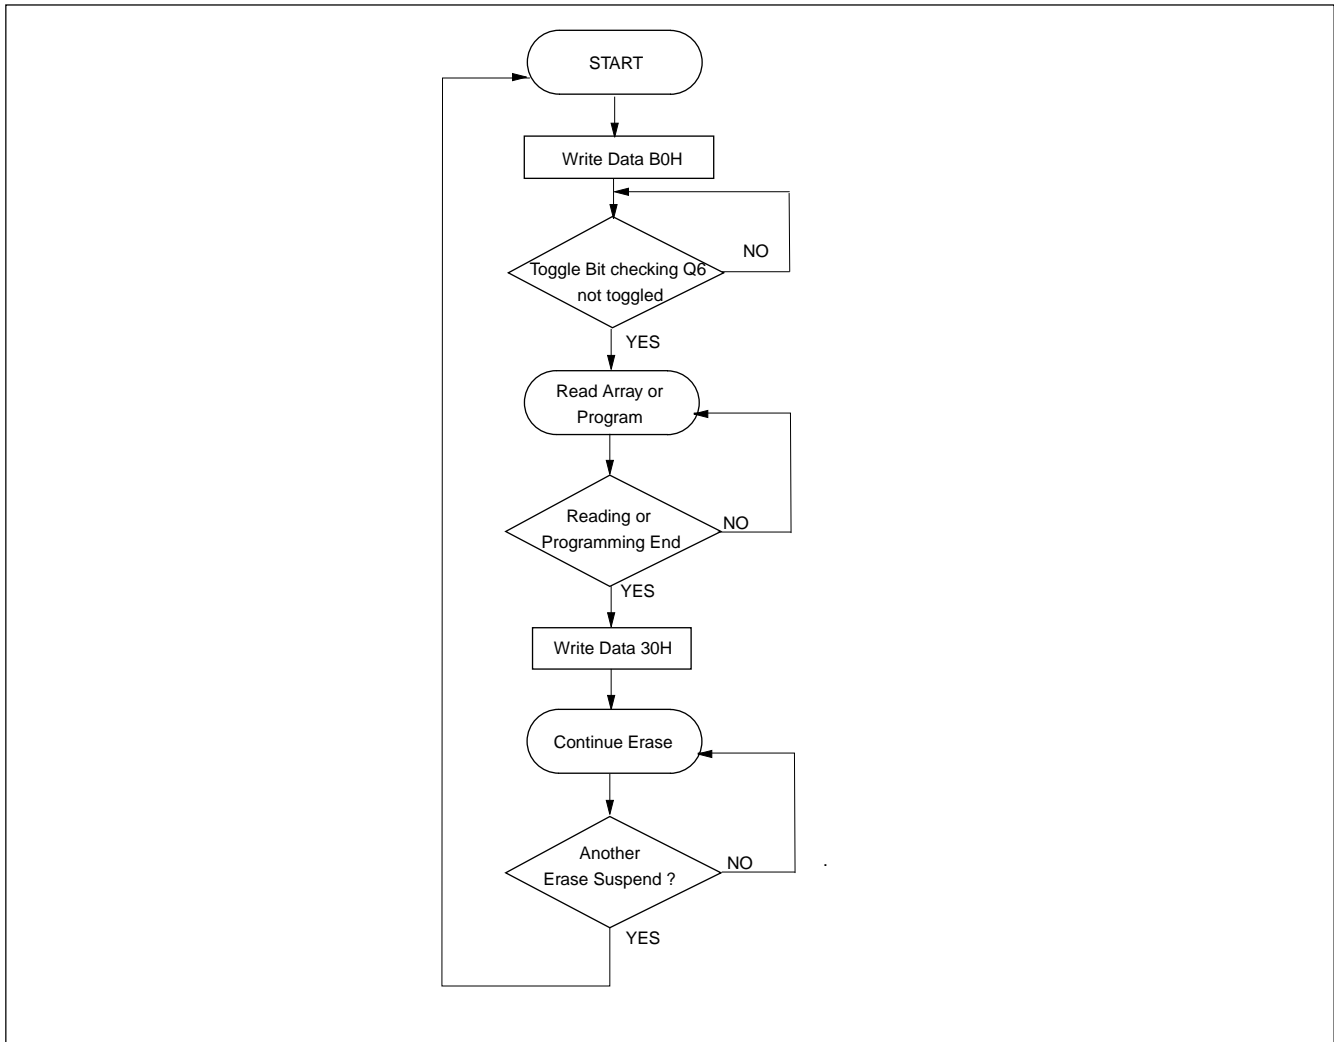 START
Write Data B0H
NO
Toggle Bit checking Q6
not toggled
YES
Read Array or
Program
Reading or
Programming End
NO
YES
Write Data 30H
Continue Erase
Another
Erase Suspend ?
NO
.
YES